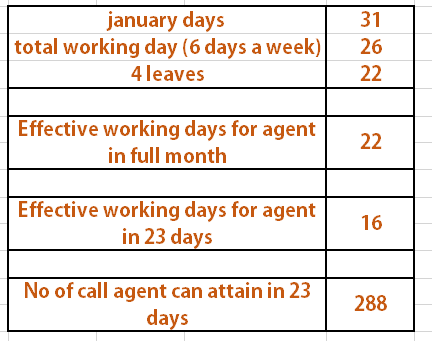 january days 31
total working day (6 days a week) 26
4 leaves 22
Effective working days for agent
in full month 22
Effective working days for agent
in 23 days 16
No of call agent can attain in 23
days 288